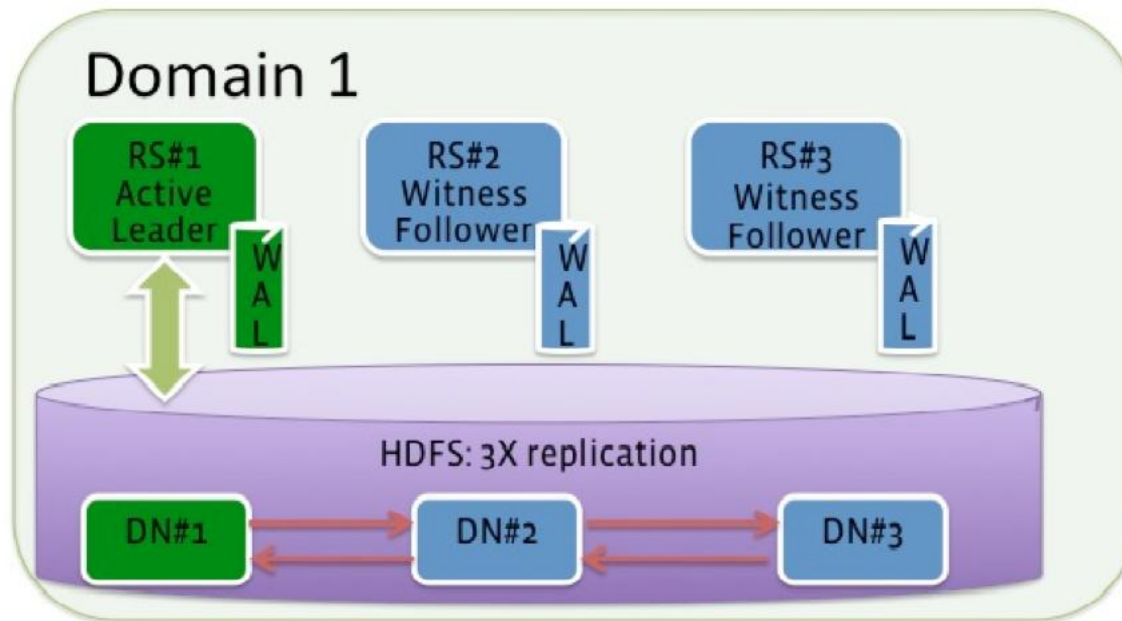 Domain 1
RS#1
Active
Leader
RS#2
Witness
Follower
RS#3
Witness
Follower
W
A
L
W
A
L
W
A
L
HDFS: 3X replication
DN#1
DN#2
DN#3